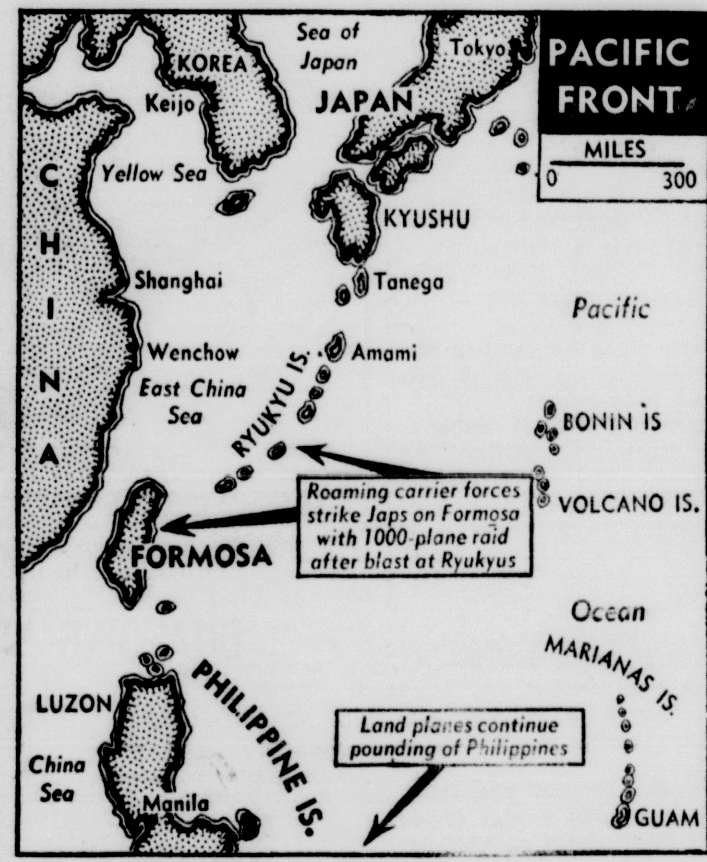 PACIFIC
FRONT
MILES
0 300
Sea of
Japan
Tokyo
KOREA
Keijo
JAPAN
CHINA
Yellow Sea
KYUSHU
Shanghai
Tanega
Pacific
Wenchow
Amami
East China
Sea
RYUKYU IS.
BONIN IS
VOLCANO IS.
Roaming carrier forces
strike Japs on Formosa
with 1000-plane raid
after blast at Ryukyus
FORMOSA
Ocean
MARIANAS IS.
LUZON
PHILIPPINE IS.
Land planes continue
pounding of Philippines
China
Sea
Manila
GUAM